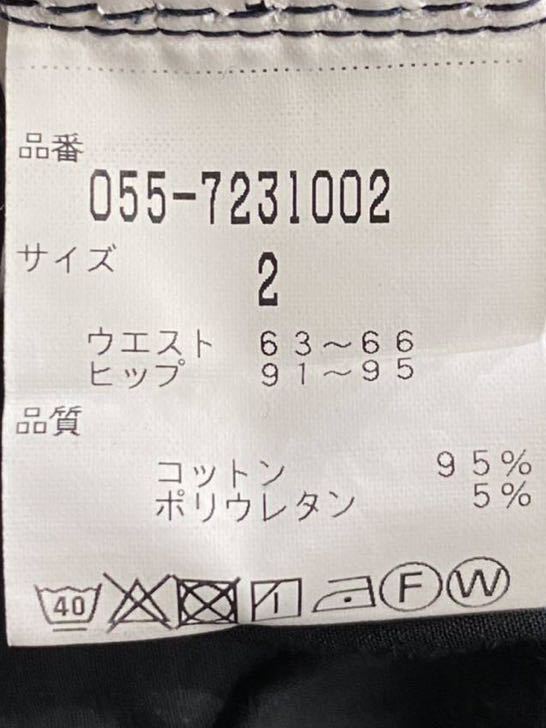 品番
055-7231002
サイズ
2
ウエスト 63～66
ヒップ 91～95
品質
コットン 95%
ポリウレタン 5%
40 F W